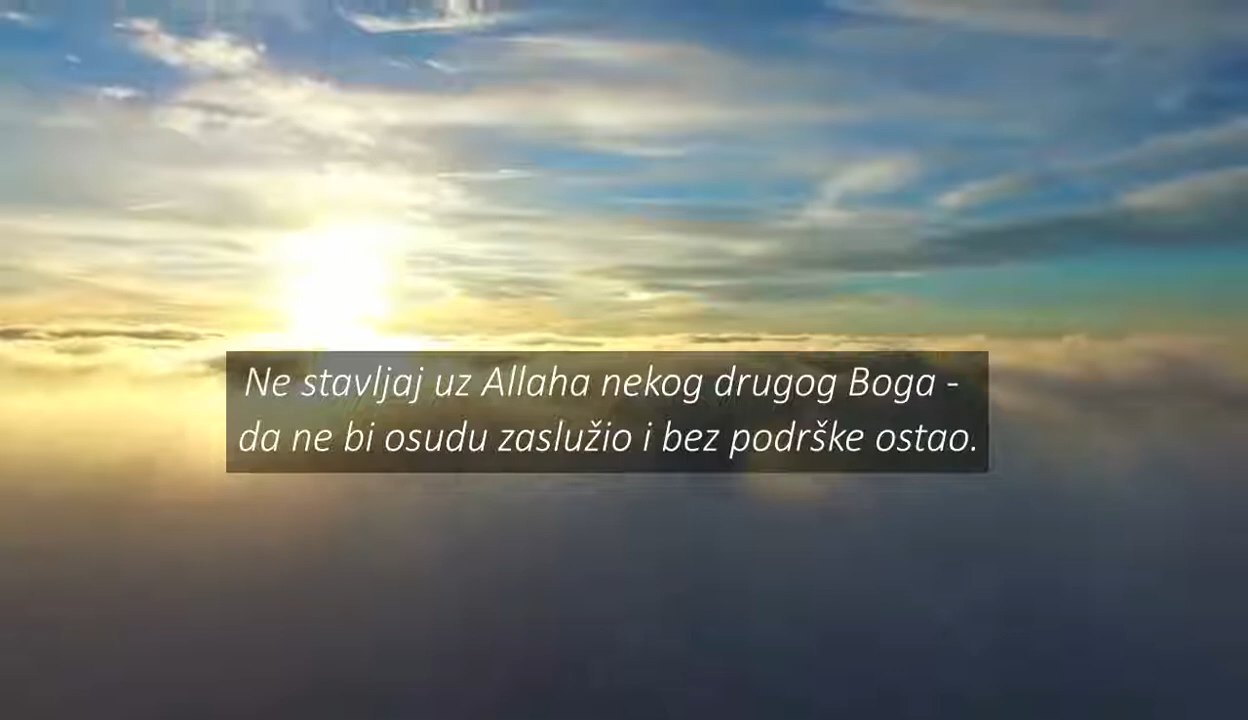 Ne stavljaj uz Allaha nekog drugog Boga -
da ne bi osudu zaslužio i bez podrške ostao.